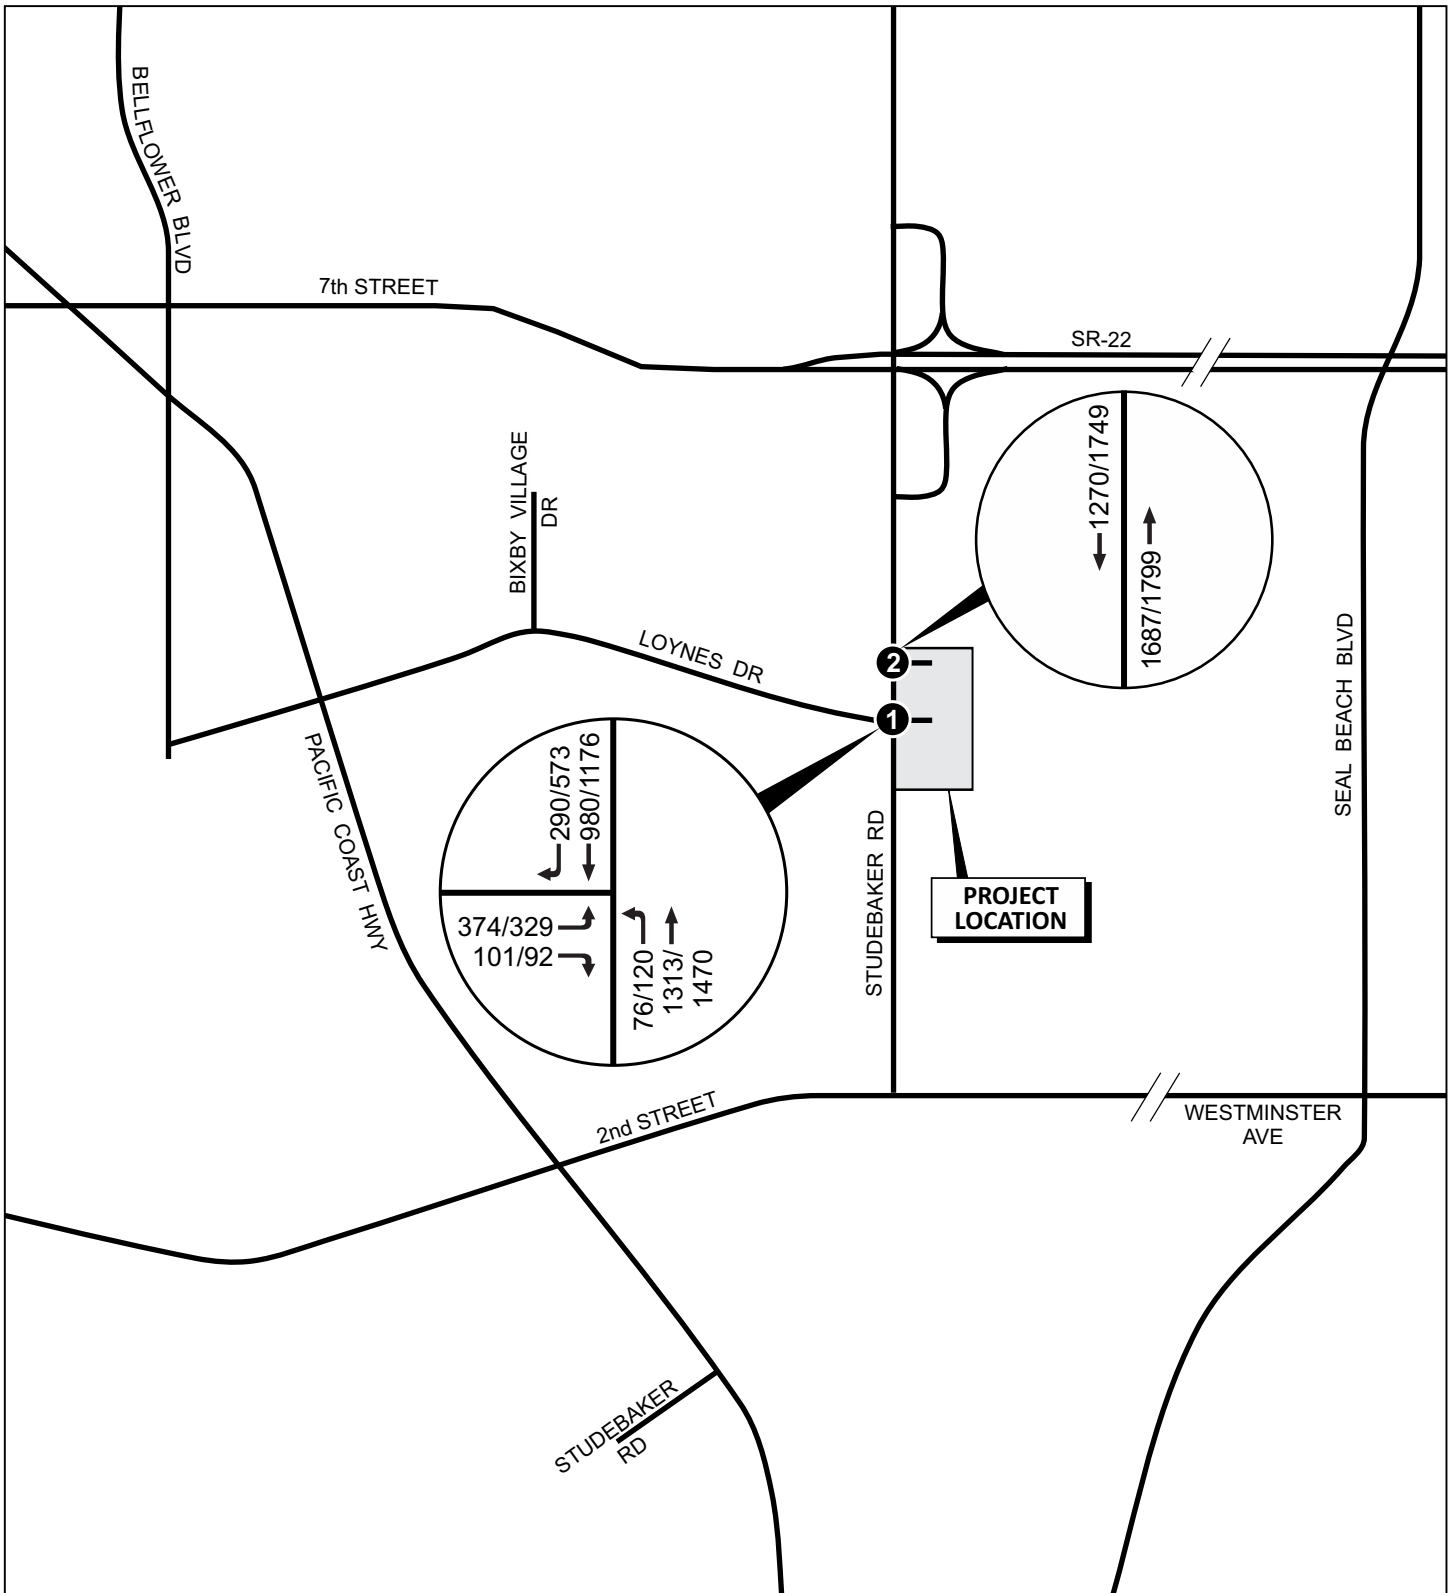 BELLFLOWER BLVD
7th STREET
SR-22
1270/1749
1687/1799
BIXBY VILLAGE
DR
LOYNES DR
2
1
SEAL BEACH BLVD
PACIFIC COAST HWY
290/573
980/1176
374/329
101/92
76/120
1313/
1470
STUDEBAKER RD
PROJECT
LOCATION
2nd STREET
WESTMINSTER
AVE
STUDEBAKER
RD